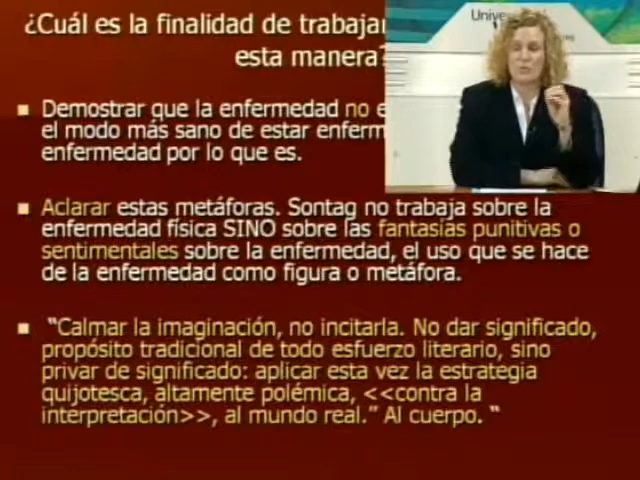 ¿Cuál es la finalidad de trabajar
esta manera?
Demostrar que la enfermedad no
el modo más sano de estar enferm
enfermedad por lo que es.
Aclarar estas metáforas. Sontag no trabaja sobre la
enfermedad física SINO sobre las fantasías punitivas o
sentimentales sobre la enfermedad, el uso que se hace
de la enfermedad como figura o metáfora.
“Calmar la imaginación, no incitarla. No dar significado,
propósito tradicional de todo esfuerzo literario, sino
privar de significado: aplicar esta vez la estrategia
quijotesca, altamente polémica, <<contra la
interpretación>>, al mundo real.” Al cuerpo. “